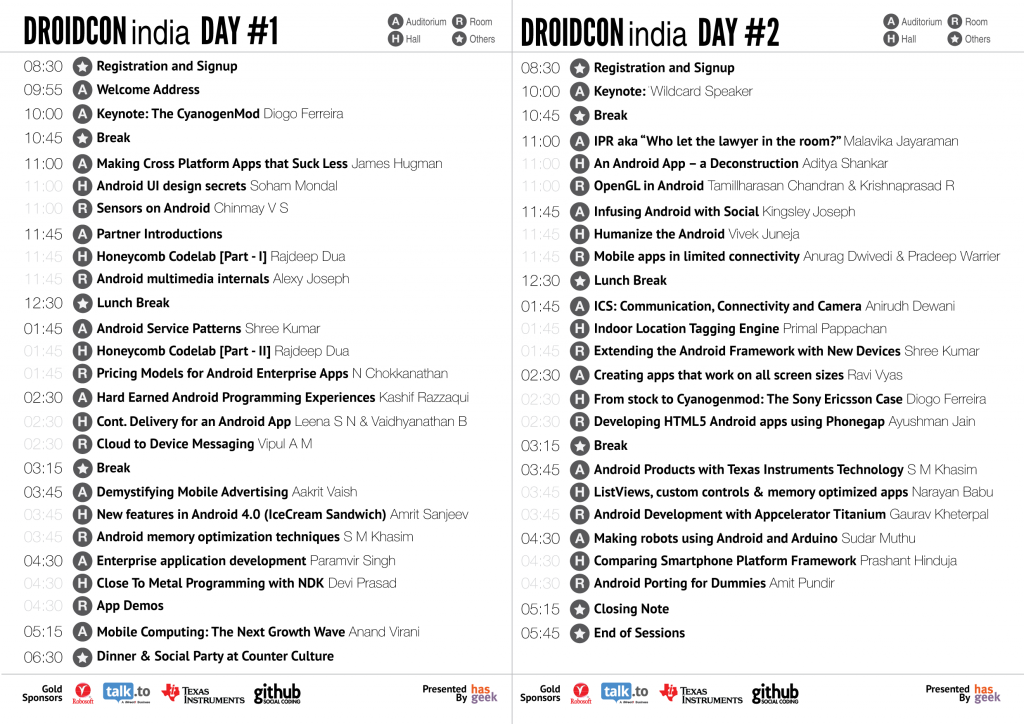 DROIDCON india DAY #1
A Auditorium R Room
H Hall Others
08:30 Registration and Signup
09:55 A Welcome Address
10:00 A Keynote: The CyanogenMod Diogo Ferreira
10:45 Break
11:00 A Making Cross Platform Apps that Suck Less James Hugman
11:00 H Android UI design secrets Soham Mondal
11:00 R Sensors on Android Chinmay V S
11:45 A Partner Introductions
11:45 H Honeycomb Codelab [Part - I] Rajdeep Dua
11:45 R Android multimedia internals Alexy Joseph
12:30 Lunch Break
01:45 A Android Service Patterns Shree Kumar
01:45 H Honeycomb Codelab [Part - II] Rajdeep Dua
01:45 R Pricing Models for Android Enterprise Apps N Chokkanathan
02:30 A Hard Earned Android Programming Experiences Kashif Razzaqui
02:30 H Cont. Delivery for an Android App Leena S N & Vaidhyanathan B
02:30 R Cloud to Device Messaging Vipul A M
03:15 Break
03:45 A Demystifying Mobile Advertising Aakrit Vaish
03:45 H New features in Android 4.0 (IceCream Sandwich) Amrit Sanjeev
03:45 R Android memory optimization techniques S M Khasim
04:30 A Enterprise application development Paramvir Singh
04:30 H Close To Metal Programming with NDK Devi Prasad
04:30 R App Demos
05:15 A Mobile Computing: The Next Growth Wave Anand Virani
06:30 Dinner & Social Party at Counter Culture
Gold Sponsors
Robosoft
talk.to
TEXAS INSTRUMENTS
github
SOCIAL CODING
Presented By
has geek
DROIDCON india DAY #2
A Auditorium R Room
H Hall Others
08:30 Registration and Signup
10:00 A Keynote: Wildcard Speaker
10:45 Break
11:00 A IPR aka “Who let the lawyer in the room?” Malavika Jayaraman
11:00 H An Android App – a Deconstruction Aditya Shankar
11:00 R OpenGL in Android Tamillharasan Chandran & Krishnaprasad R
11:45 A Infusing Android with Social Kingsley Joseph
11:45 H Humanize the Android Vivek Juneja
11:45 R Mobile apps in limited connectivity Anurag Dwivedi & Pradeep Warrier
12:30 Lunch Break
01:45 A ICS: Communication, Connectivity and Camera Anirudh Dewani
01:45 H Indoor Location Tagging Engine Primal Pappachan
01:45 R Extending the Android Framework with New Devices Shree Kumar
02:30 A Creating apps that work on all screen sizes Ravi Vyas
02:30 H From stock to Cyanogenmod: The Sony Ericsson Case Diogo Ferreira
02:30 R Developing HTML5 Android apps using Phonegap Ayushman Jain
03:15 Break
03:45 A Android Products with Texas Instruments Technology S M Khasim
03:45 H ListViews, custom controls & memory optimized apps Narayan Babu
03:45 R Android Development with Appcelerator Titanium Gaurav Kheterpal
04:30 A Making robots using Android and Arduino Sudar Muthu
04:30 H Comparing Smartphone Platform Framework Prashant Hinduja
04:30 R Android Porting for Dummies Amit Pundir
05:15 Closing Note
05:45 End of Sessions
Gold Sponsors
Robosoft
talk.to
TEXAS INSTRUMENTS
github
SOCIAL CODING
Presented By
has geek